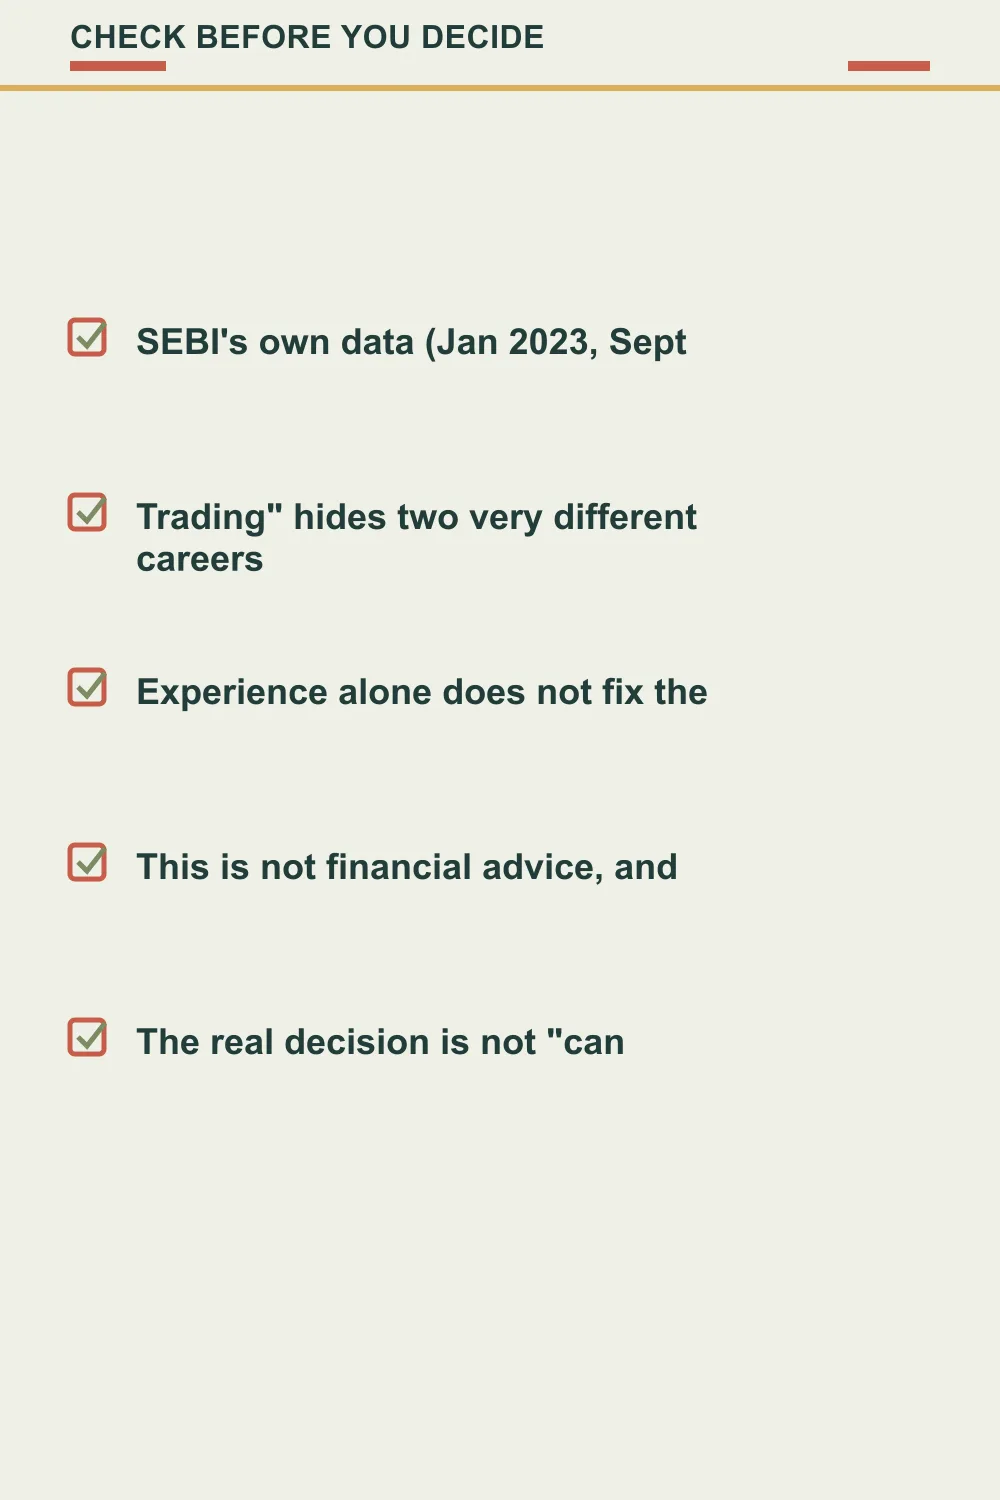 CHECK BEFORE YOU DECIDE
SEBI's own data (Jan 2023, Sept
Trading" hides two very different
careers
Experience alone does not fix the
This is not financial advice, and
The real decision is not "can